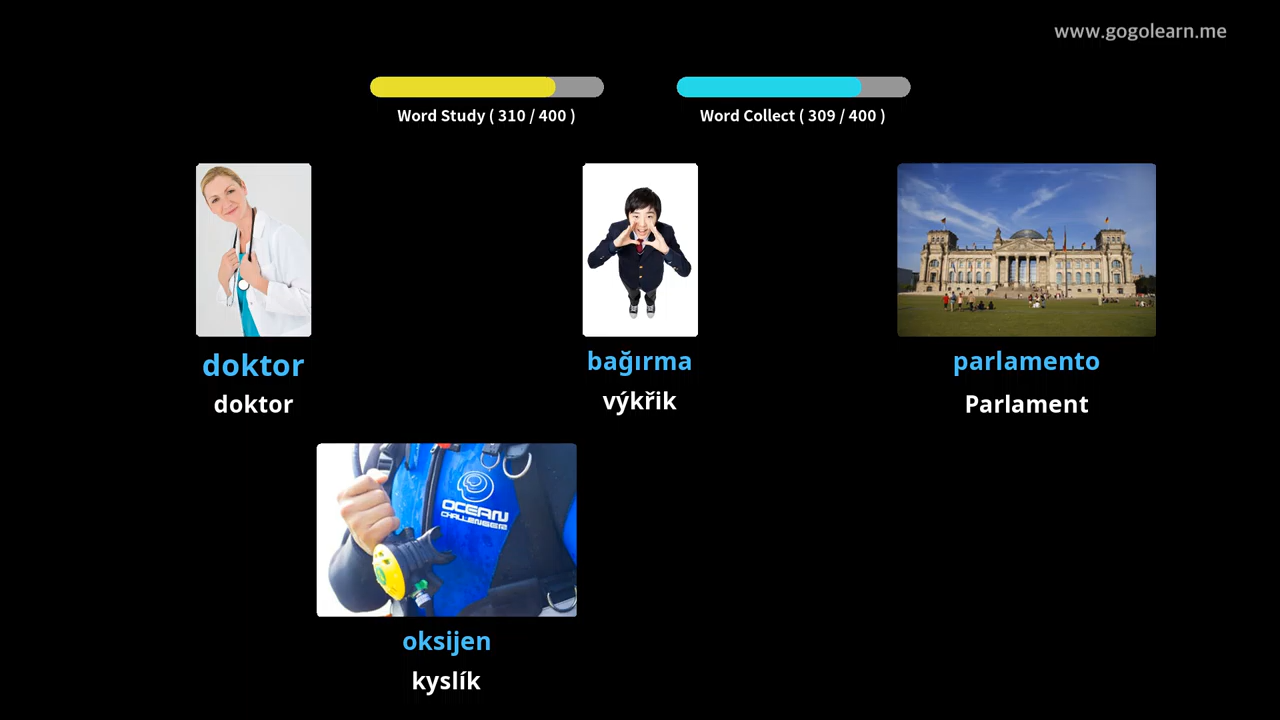 www.gogolearn.me
Word Study ( 310 / 400 )
Word Collect ( 309 / 400 )
doktor
doktor
bağırma
výkřik
parlamento
Parlament
OCEAN
CHALLENGER
oksijen
kyslík